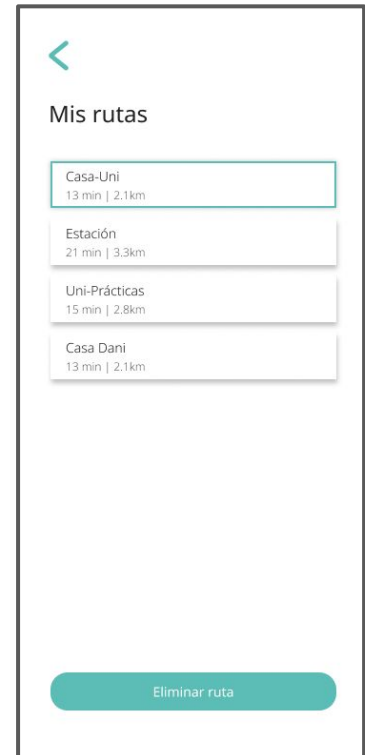 Mis rutas
Casa-Uni
13 min | 2.1km
Estación
21 min | 3.3km
Uni-Prácticas
15 min | 2.8km
Casa Dani
13 min | 2.1km
Eliminar ruta